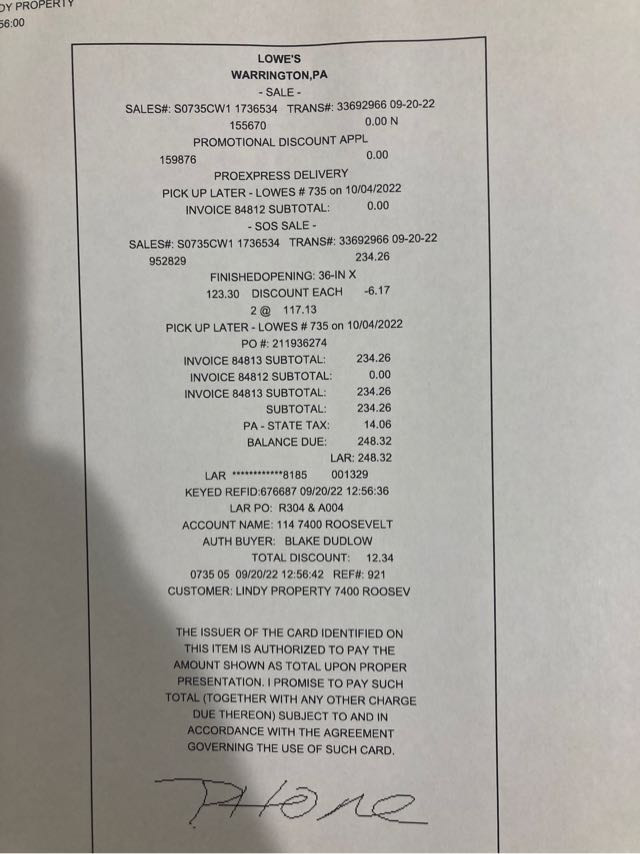 DY PROPERTY
56:00
LOWE'S
WARRINGTON,PA
- SALE -
SALES#: S0735CW1 1736534 TRANS#: 33692966 09-20-22
155670 0.00 N
PROMOTIONAL DISCOUNT APPL
159876 0.00
PROEXPRESS DELIVERY
PICK UP LATER - LOWES # 735 on 10/04/2022
INVOICE 84812 SUBTOTAL: 0.00
- SOS SALE -
SALES#: S0735CW1 1736534 TRANS#: 33692966 09-20-22
952829 234.26
FINISHEDOPENING: 36-IN X
123.30 DISCOUNT EACH -6.17
2 @ 117.13
PICK UP LATER - LOWES # 735 on 10/04/2022
PO #: 211936274
INVOICE 84813 SUBTOTAL: 234.26
INVOICE 84812 SUBTOTAL: 0.00
INVOICE 84813 SUBTOTAL: 234.26
SUBTOTAL: 234.26
PA - STATE TAX: 14.06
BALANCE DUE: 248.32
LAR: 248.32
LAR ************8185 001329
KEYED REFID:676687 09/20/22 12:56:36
LAR PO: R304 & A004
ACCOUNT NAME: 114 7400 ROOSEVELT
AUTH BUYER: BLAKE DUDLOW
TOTAL DISCOUNT: 12.34
0735 05 09/20/22 12:56:42 REF#: 921
CUSTOMER: LINDY PROPERTY 7400 ROOSEV
THE ISSUER OF THE CARD IDENTIFIED ON
THIS ITEM IS AUTHORIZED TO PAY THE
AMOUNT SHOWN AS TOTAL UPON PROPER
PRESENTATION. I PROMISE TO PAY SUCH
TOTAL (TOGETHER WITH ANY OTHER CHARGE
DUE THEREON) SUBJECT TO AND IN
ACCORDANCE WITH THE AGREEMENT
GOVERNING THE USE OF SUCH CARD.
PHone